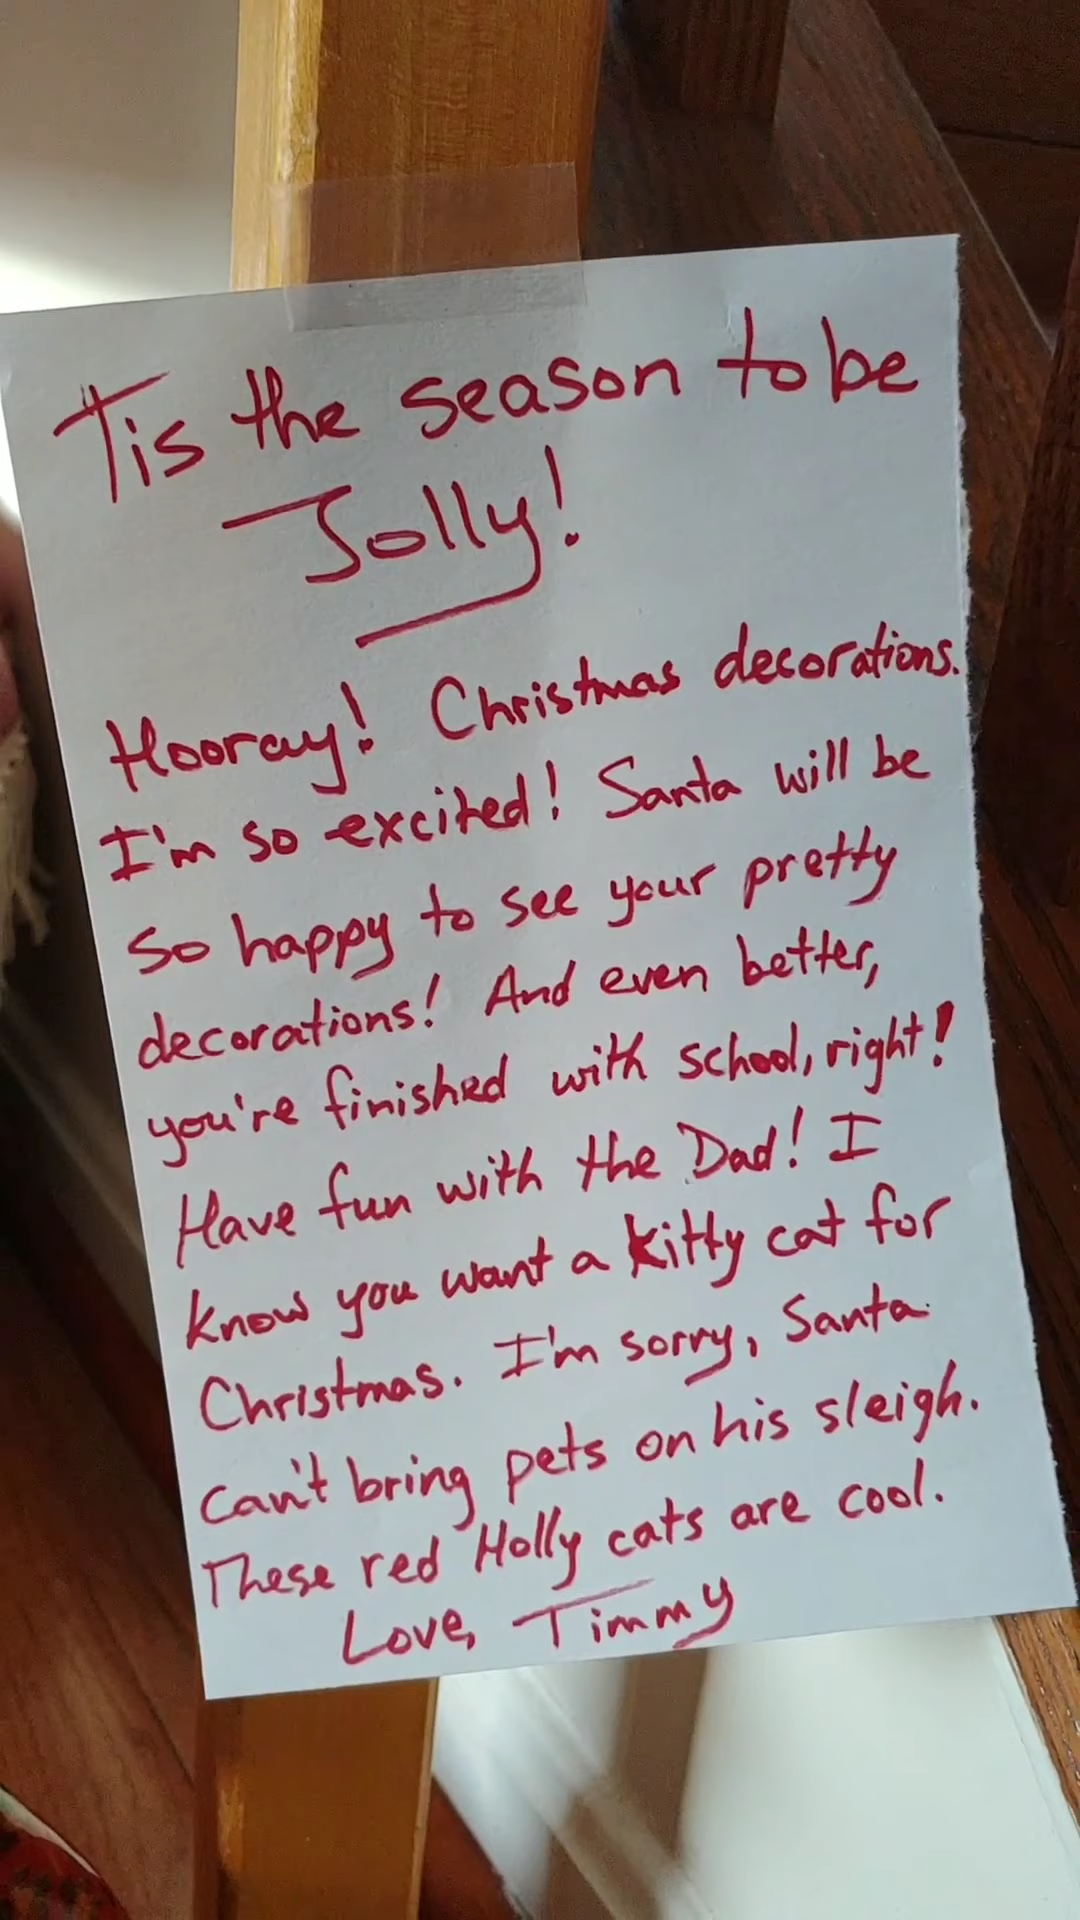 Tis the season to be
Jolly!
Hooray! Christmas decorations.
I'm so excited! Santa will be
so happy to see your pretty
decorations! And even better,
you're finished with school, right!
Have fun with the Dad! I
know you want a kitty cat for
Christmas. I'm sorry, Santa
can't bring pets on his sleigh.
These red Holly cats are cool.
Love, Timmy